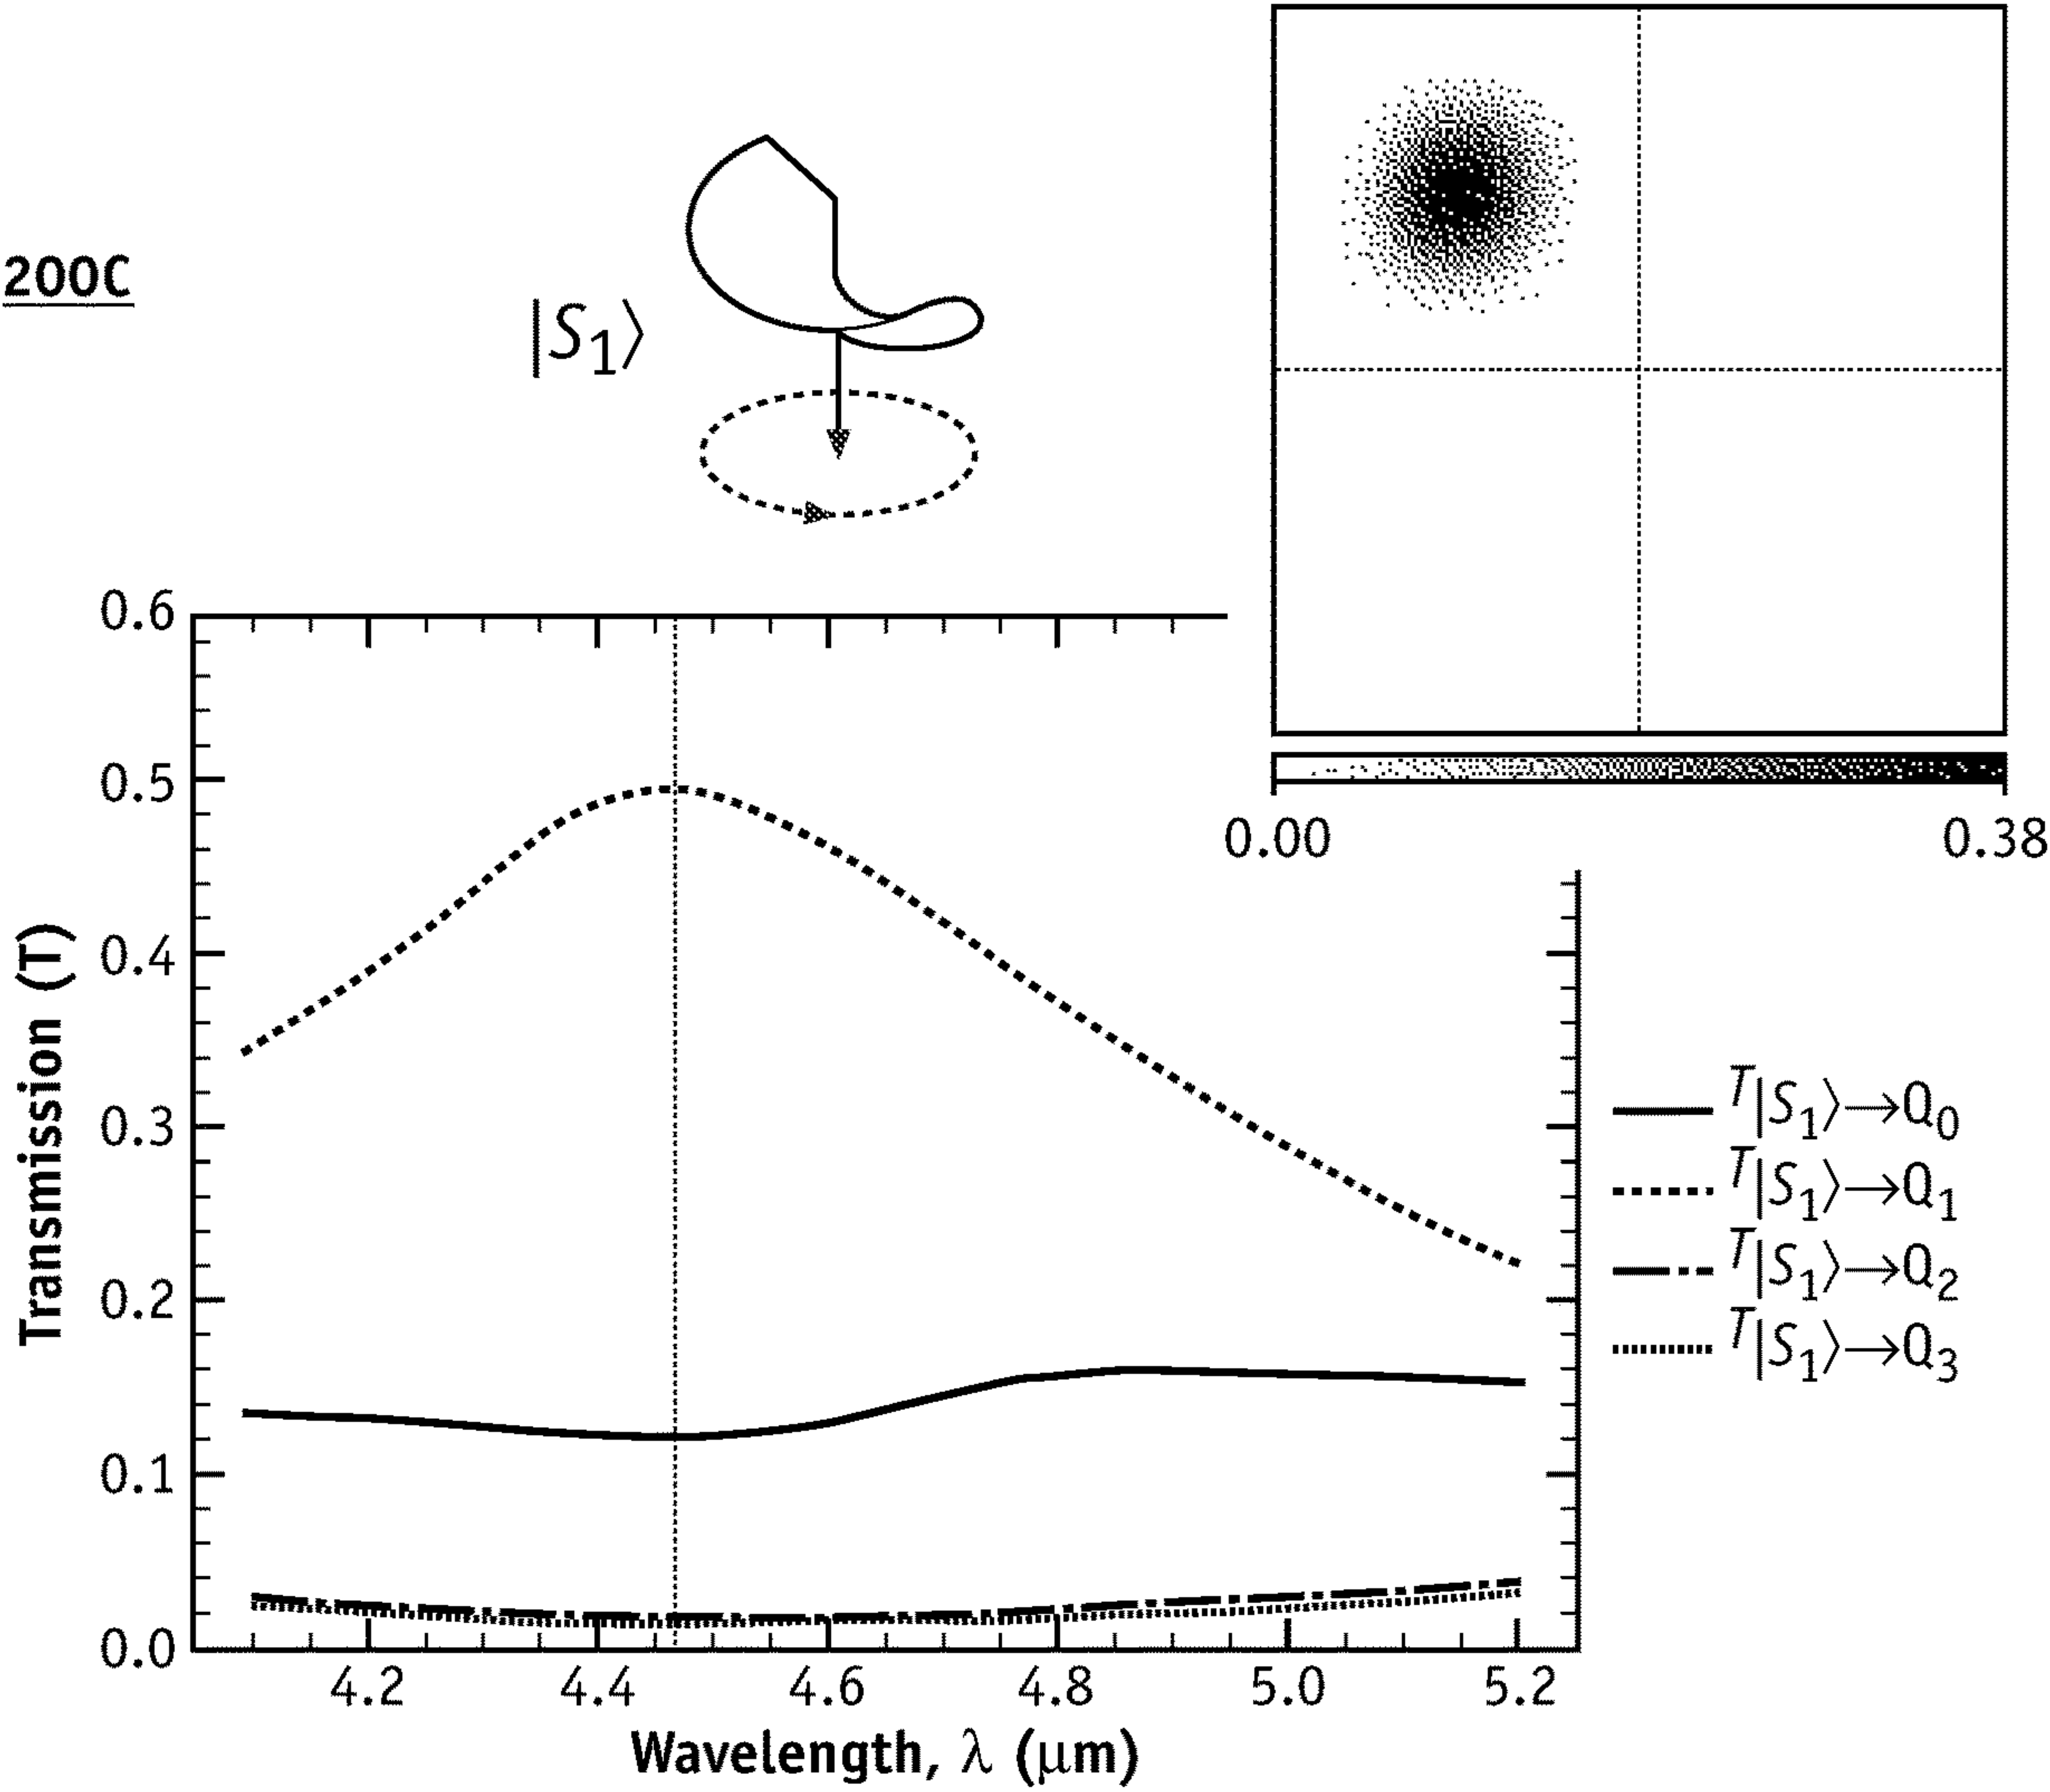 200C
|S₁⟩
0.00 0.38
0.6
0.5
0.4
0.3
0.2
0.1
0.0
Transmission (T)
4.2 4.4 4.6 4.8 5.0 5.2
Wavelength, λ (μm)
T|S₁⟩→Q₀
T|S₁⟩→Q₁
T|S₁⟩→Q₂
T|S₁⟩→Q₃